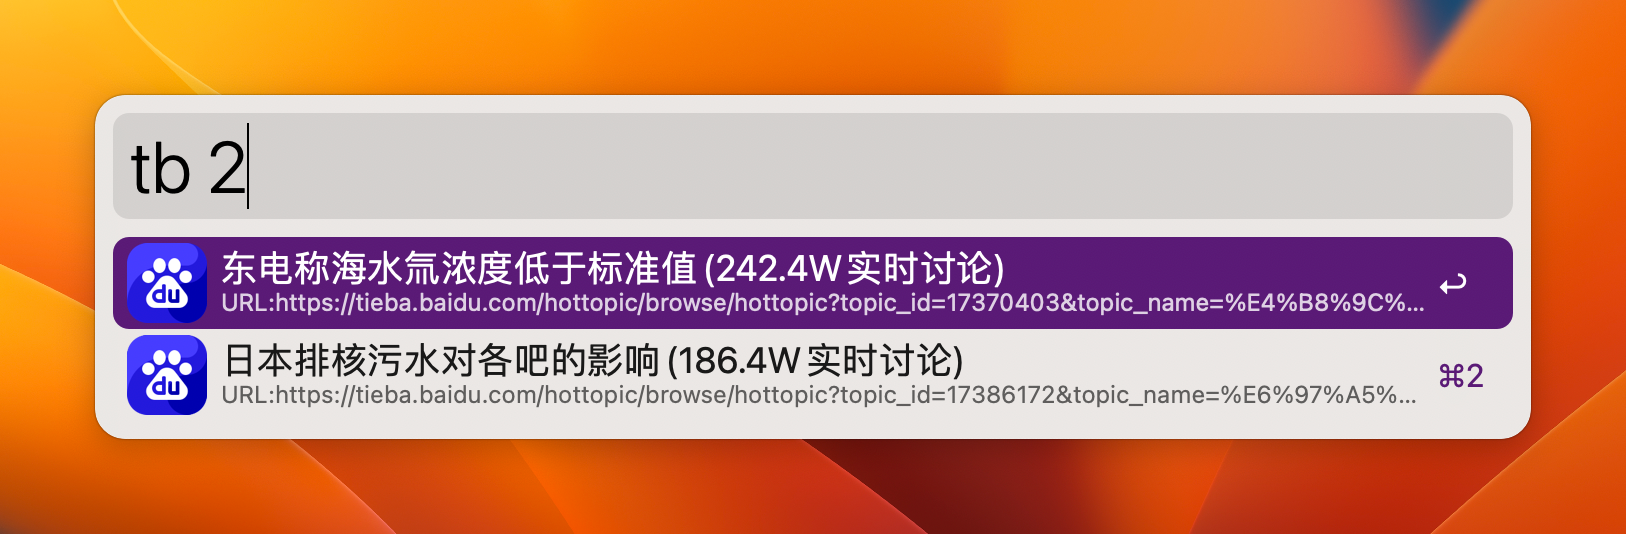 tb 2
东电称海水氚浓度低于标准值 (242.4W 实时讨论)
URL:https://tieba.baidu.com/hottopic/browse/hottopic?topic_id=17370403&topic_name=%E4%B8%9C%...
du
日本排核污水对各吧的影响 (186.4W 实时讨论)
URL:https://tieba.baidu.com/hottopic/browse/hottopic?topic_id=17386172&topic_name=%E6%97%A5%...
⌘2
du